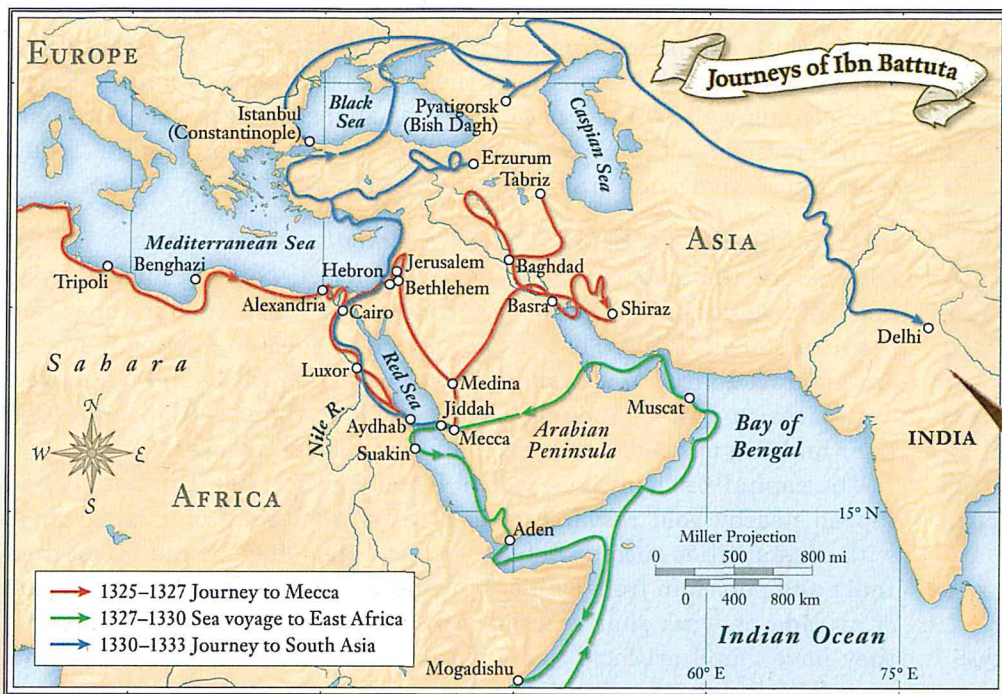 Journeys of Ibn Battuta
EUROPE
Istanbul
(Constantinople)
Black
Sea
Pyatigorsk
(Bish Dagh)
Caspian Sea
Erzurum
Tabriz
ASIA
Mediterranean Sea
Tripoli
Benghazi
Alexandria
Hebron
Jerusalem
Bethlehem
Cairo
Baghdad
Basra
Shiraz
Delhi
Sahara
Luxor
Red Sea
Medina
Jiddah
Mecca
Aydhab
Suakin
Nile R.
Arabian
Peninsula
Muscat
Bay of
Bengal
INDIA
N
W
E
S
AFRICA
Aden
15° N
Miller Projection
0 500 800 mi
0 400 800 km
1325–1327 Journey to Mecca
1327–1330 Sea voyage to East Africa
1330–1333 Journey to South Asia
Mogadishu
Indian Ocean
60° E
75° E